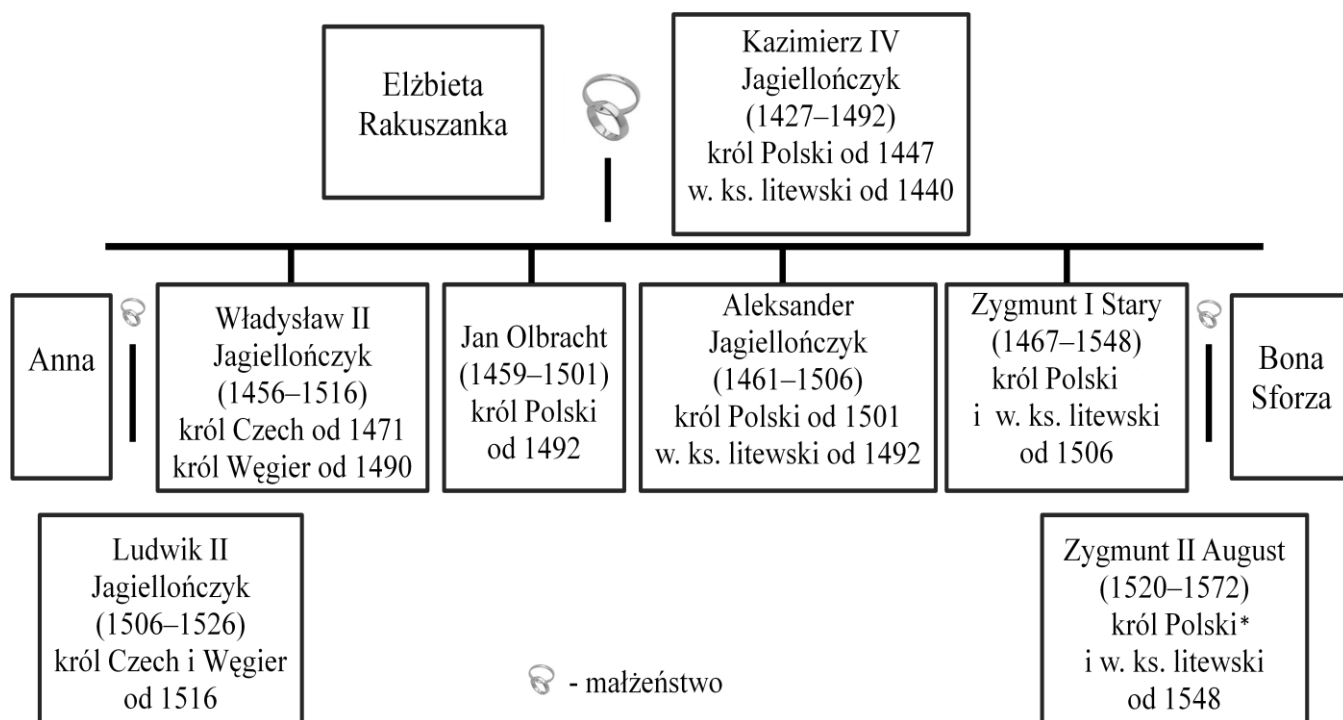 Elżbieta
Rakuszanka
Kazimierz IV
Jagiellończyk
(1427–1492)
król Polski od 1447
w. ks. litewski od 1440
Anna
Władysław II
Jagiellończyk
(1456–1516)
król Czech od 1471
król Węgier od 1490
Jan Olbracht
(1459–1501)
król Polski
od 1492
Aleksander
Jagiellończyk
(1461–1506)
król Polski od 1501
w. ks. litewski od 1492
Zygmunt I Stary
(1467–1548)
król Polski
i w. ks. litewski
od 1506
Bona
Sforza
Ludwik II
Jagiellończyk
(1506–1526)
król Czech i Węgier
od 1516
- małżeństwo
Zygmunt II August
(1520–1572)
król Polski*
i w. ks. litewski
od 1548